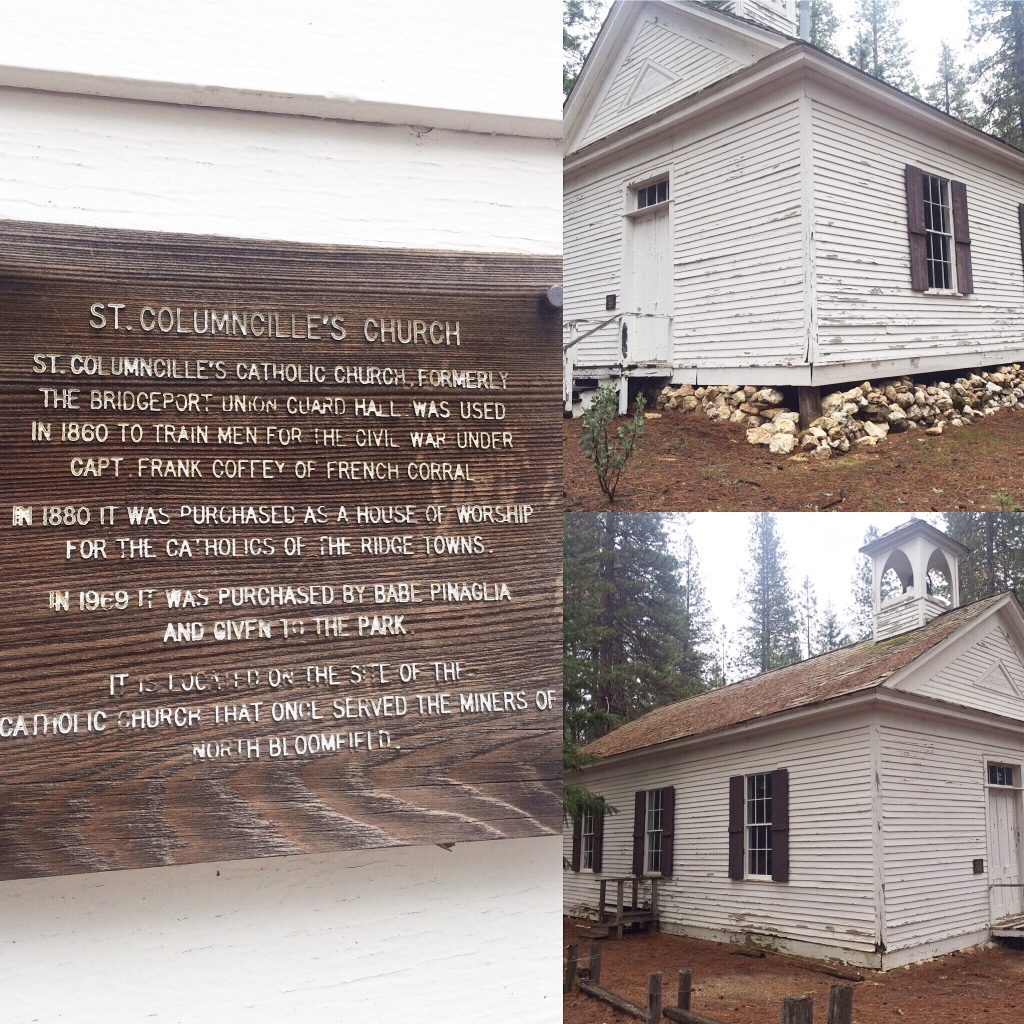 ST. COLUMNCILLE'S CHURCH
ST. COLUMNCILLE'S CATHOLIC CHURCH, FORMERLY
THE BRIDGEPORT UNION GUARD HALL WAS USED
IN 1860 TO TRAIN MEN FOR THE CIVIL WAR UNDER
CAPT. FRANK COFFEY OF FRENCH CORRAL
IN 1880 IT WAS PURCHASED AS A HOUSE OF WORSHIP
FOR THE CATHOLICS OF THE RIDGE TOWNS.
IN 1969 IT WAS PURCHASED BY BABE PINAGLIA
AND GIVEN TO THE PARK.
IT IS LOCATED ON THE SITE OF THE
CATHOLIC CHURCH THAT ONCE SERVED THE MINERS OF
NORTH BLOOMFIELD.